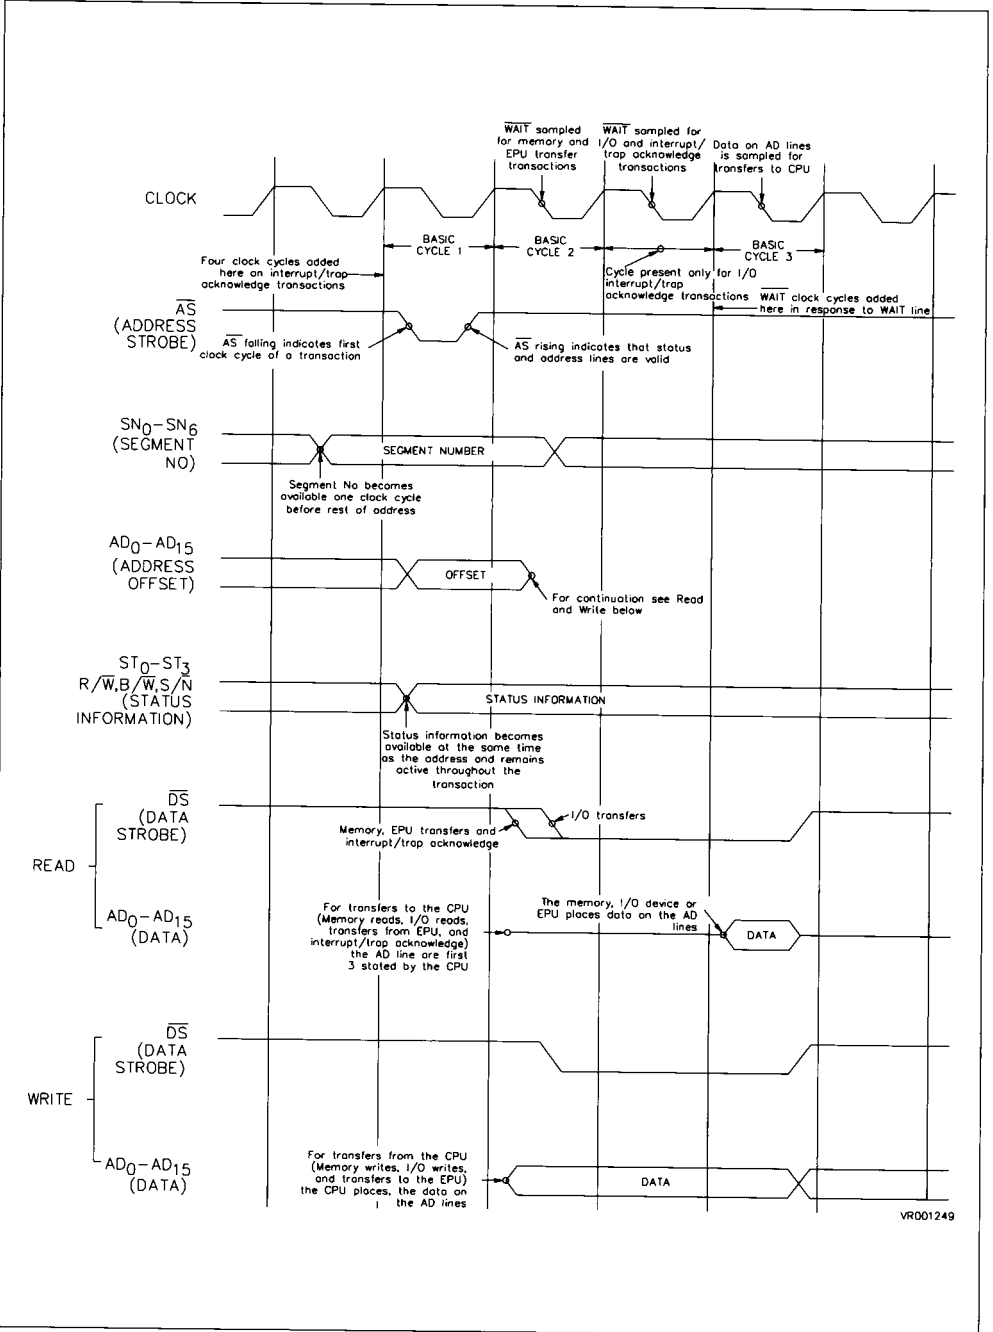 WAIT sampled
for memory and
EPU transfer
transactions
WAIT sampled for
I/O and interrupt/
trap acknowledge
transactions
Data on AD lines
is sampled for
transfers to CPU
CLOCK
BASIC
CYCLE 1
BASIC
CYCLE 2
BASIC
CYCLE 3
Four clock cycles added
here on interrupt/trap
acknowledge transactions
Cycle present only for I/O
interrupt/trap
acknowledge transactions
WAIT clock cycles added
here in response to WAIT line
AS
(ADDRESS
STROBE)
AS falling indicates first
clock cycle of a transaction
AS rising indicates that status
and address lines are valid
SN0-SN6
(SEGMENT
NO)
SEGMENT NUMBER
Segment No becomes
available one clock cycle
before rest of address
AD0-AD15
(ADDRESS
OFFSET)
OFFSET
For continuation see Read
and Write below
ST0-ST3
R/W,B/W,S/N
(STATUS
INFORMATION)
STATUS INFORMATION
Status information becomes
available at the same time
as the address and remains
active throughout the
transaction
READ
DS
(DATA
STROBE)
I/O transfers
Memory, EPU transfers and
interrupt/trap acknowledge
AD0-AD15
(DATA)
For transfers to the CPU
(Memory reads, I/O reads,
transfers from EPU, and
interrupt/trap acknowledge)
the AD line are first
3 stated by the CPU
The memory, I/O device or
EPU places data on the AD
lines
DATA
WRITE
DS
(DATA
STROBE)
AD0-AD15
(DATA)
For transfers from the CPU
(Memory writes, I/O writes,
and transfers to the EPU)
the CPU places, the data on
the AD lines
DATA
VR001249